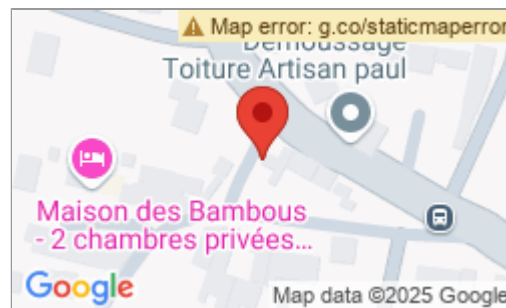 Map error: g.co/staticmaperror
Démoussage
Toiture Artisan paul
Maison des Bambous
- 2 chambres privées...
Google
Map data ©2025 Google